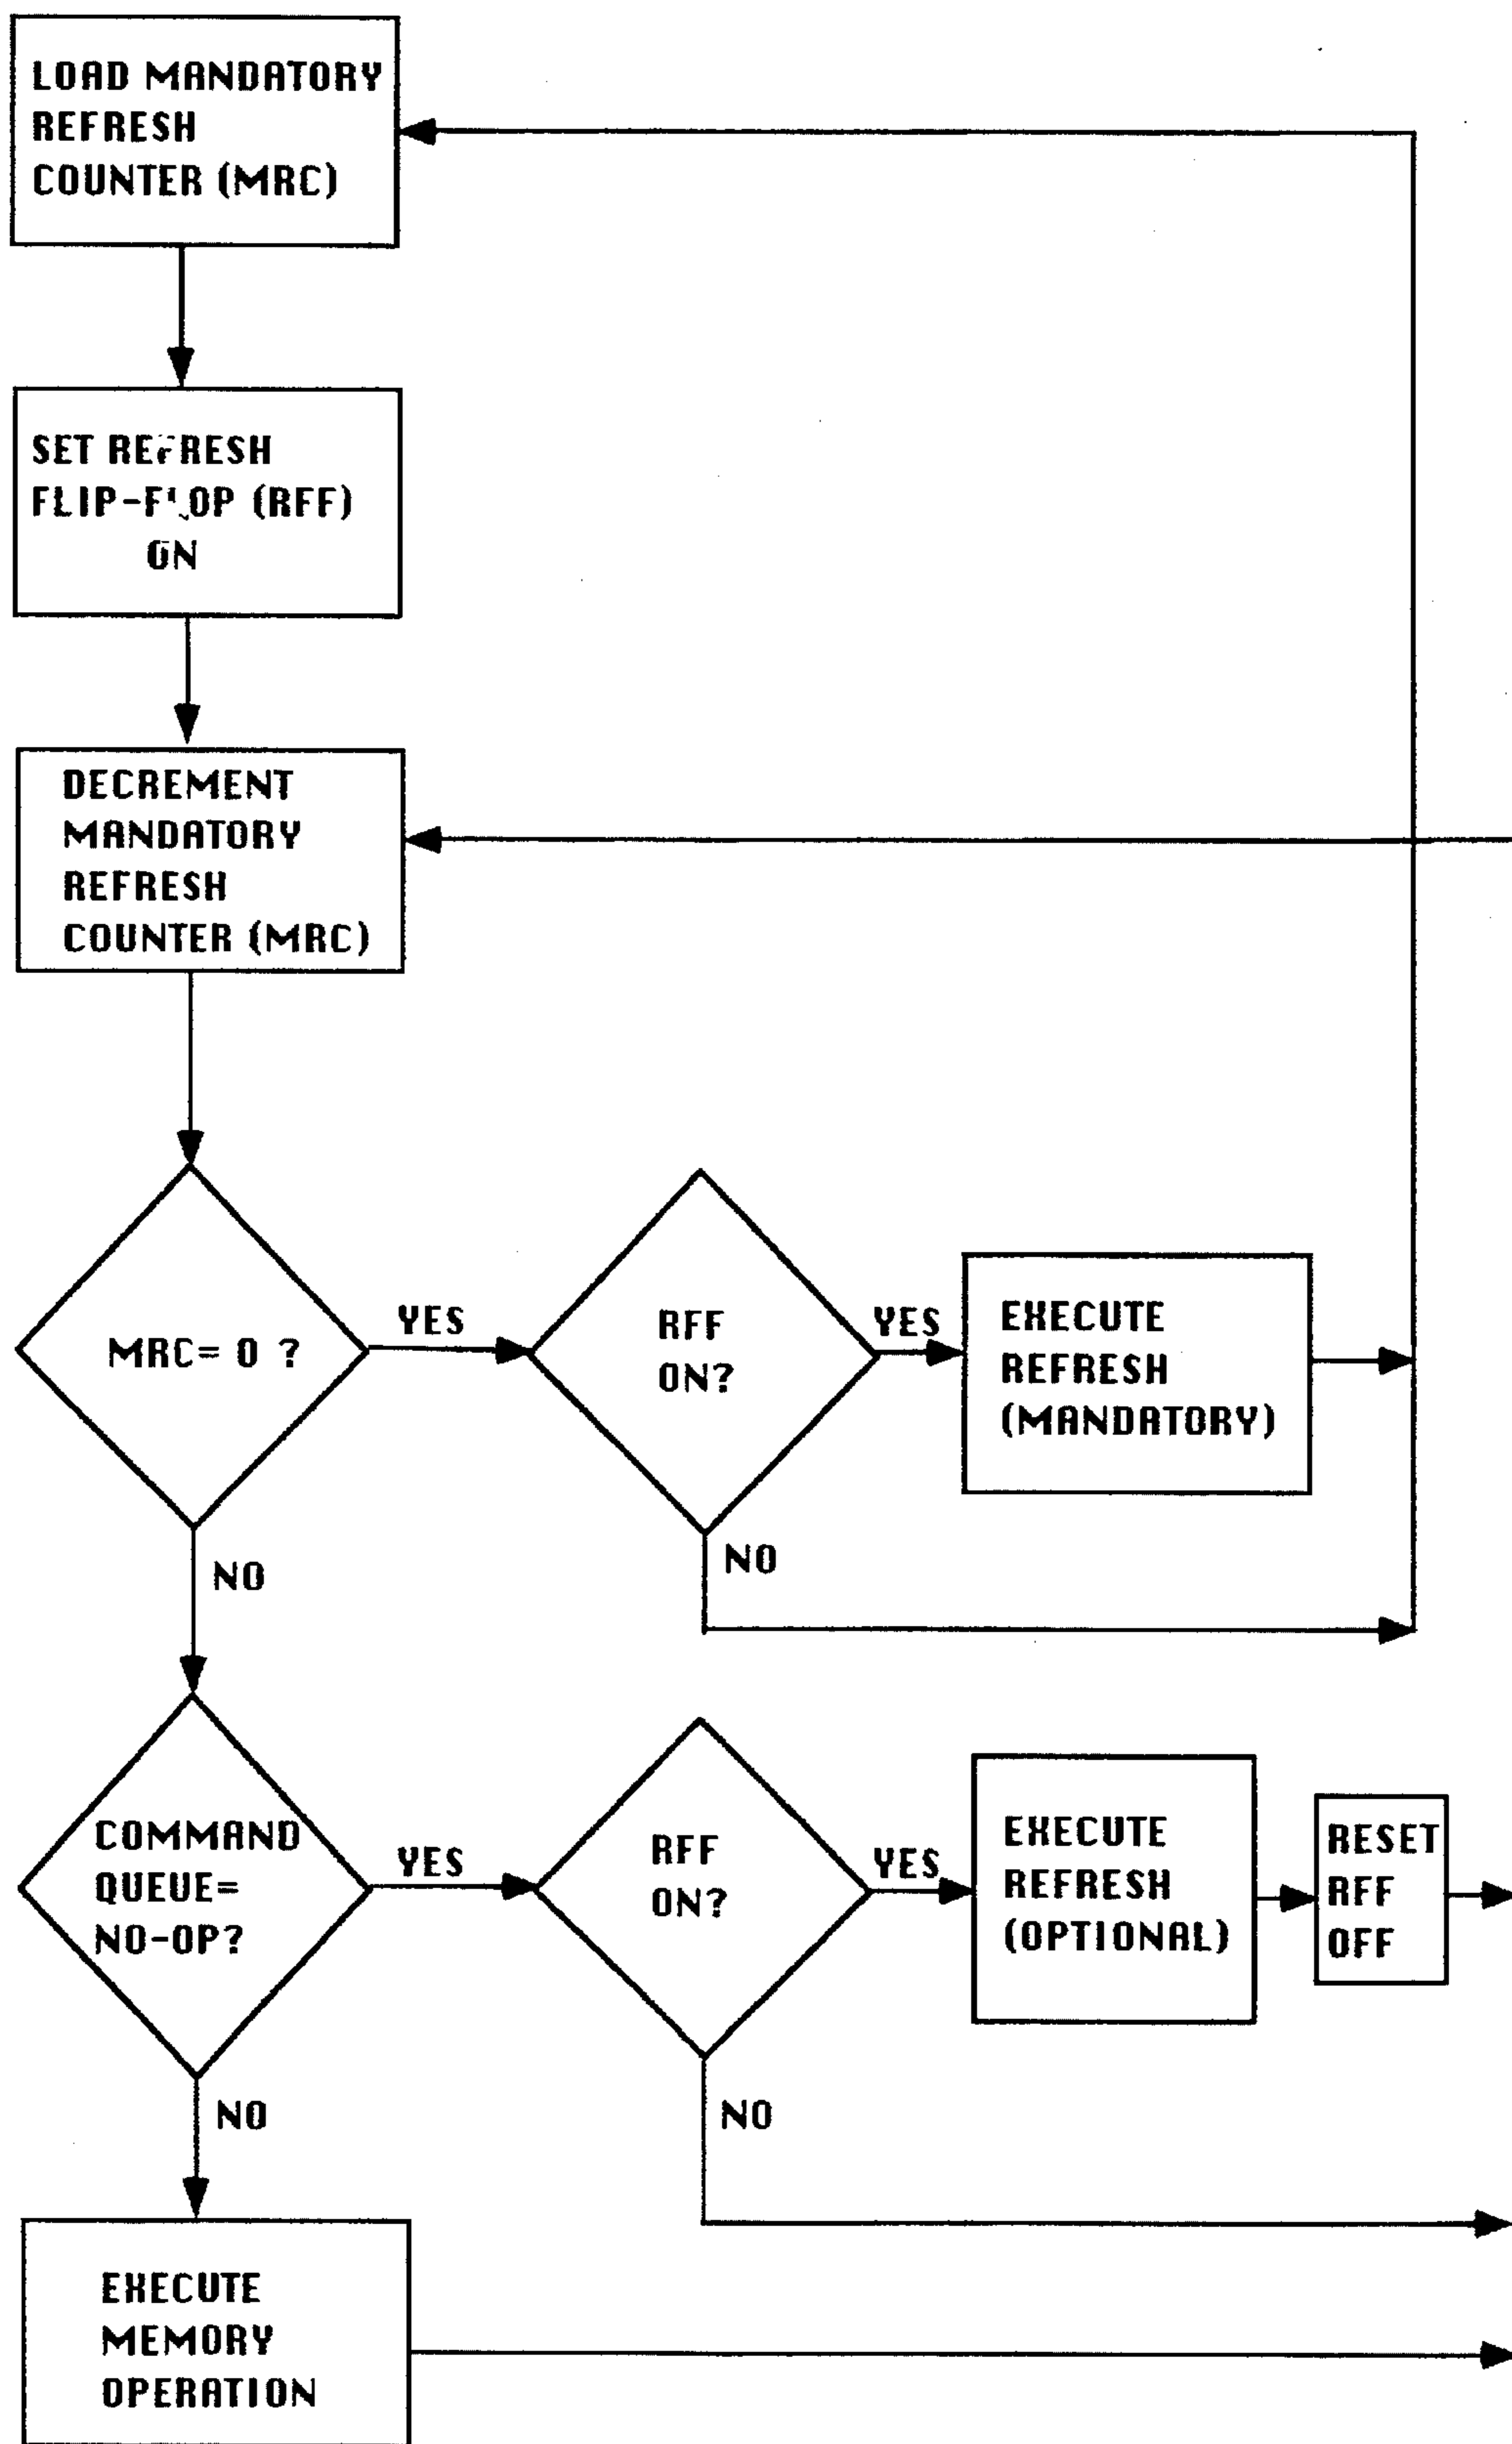 LOAD MANDATORY
REFRESH
COUNTER (MRC)
SET REFRESH
FLIP-FLOP (RFF)
ON
DECREMENT
MANDATORY
REFRESH
COUNTER (MRC)
MRC= 0 ?
YES
RFF
ON?
YES
EXECUTE
REFRESH
(MANDATORY)
NO
NO
COMMAND
QUEUE=
NO-OP?
YES
RFF
ON?
YES
EXECUTE
REFRESH
(OPTIONAL)
RESET
RFF
OFF
NO
NO
EXECUTE
MEMORY
OPERATION